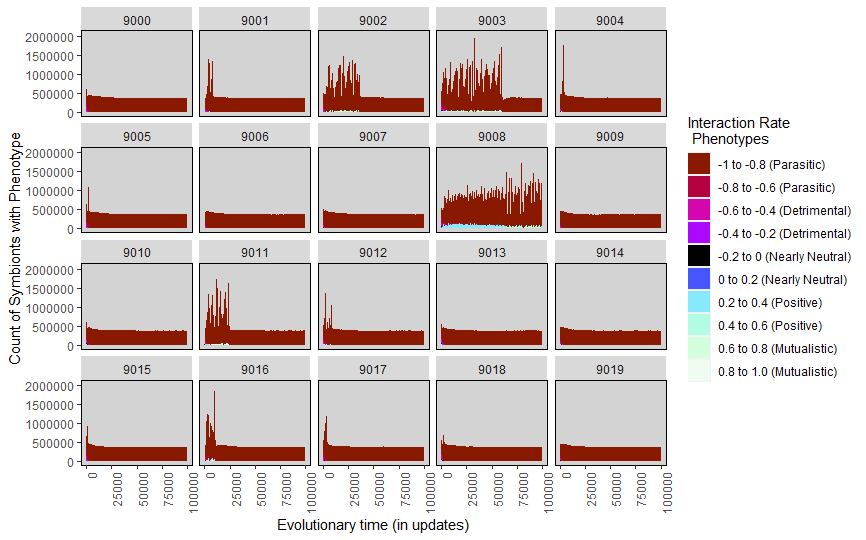 9000 9001 9002 9003 9004
2000000
1500000
1000000
500000
0
9005 9006 9007 9008 9009
2000000
1500000
1000000
500000
0
9010 9011 9012 9013 9014
2000000
1500000
1000000
500000
0
9015 9016 9017 9018 9019
2000000
1500000
1000000
500000
0
0 25000 50000 75000 100000 0 25000 50000 75000 100000 0 25000 50000 75000 100000 0 25000 50000 75000 100000 0 25000 50000 75000 100000
Evolutionary time (in updates)
Count of Symbionts with Phenotype
Interaction Rate
Phenotypes
-1 to -0.8 (Parasitic)
-0.8 to -0.6 (Parasitic)
-0.6 to -0.4 (Detrimental)
-0.4 to -0.2 (Detrimental)
-0.2 to 0 (Nearly Neutral)
0 to 0.2 (Nearly Neutral)
0.2 to 0.4 (Positive)
0.4 to 0.6 (Positive)
0.6 to 0.8 (Mutualistic)
0.8 to 1.0 (Mutualistic)